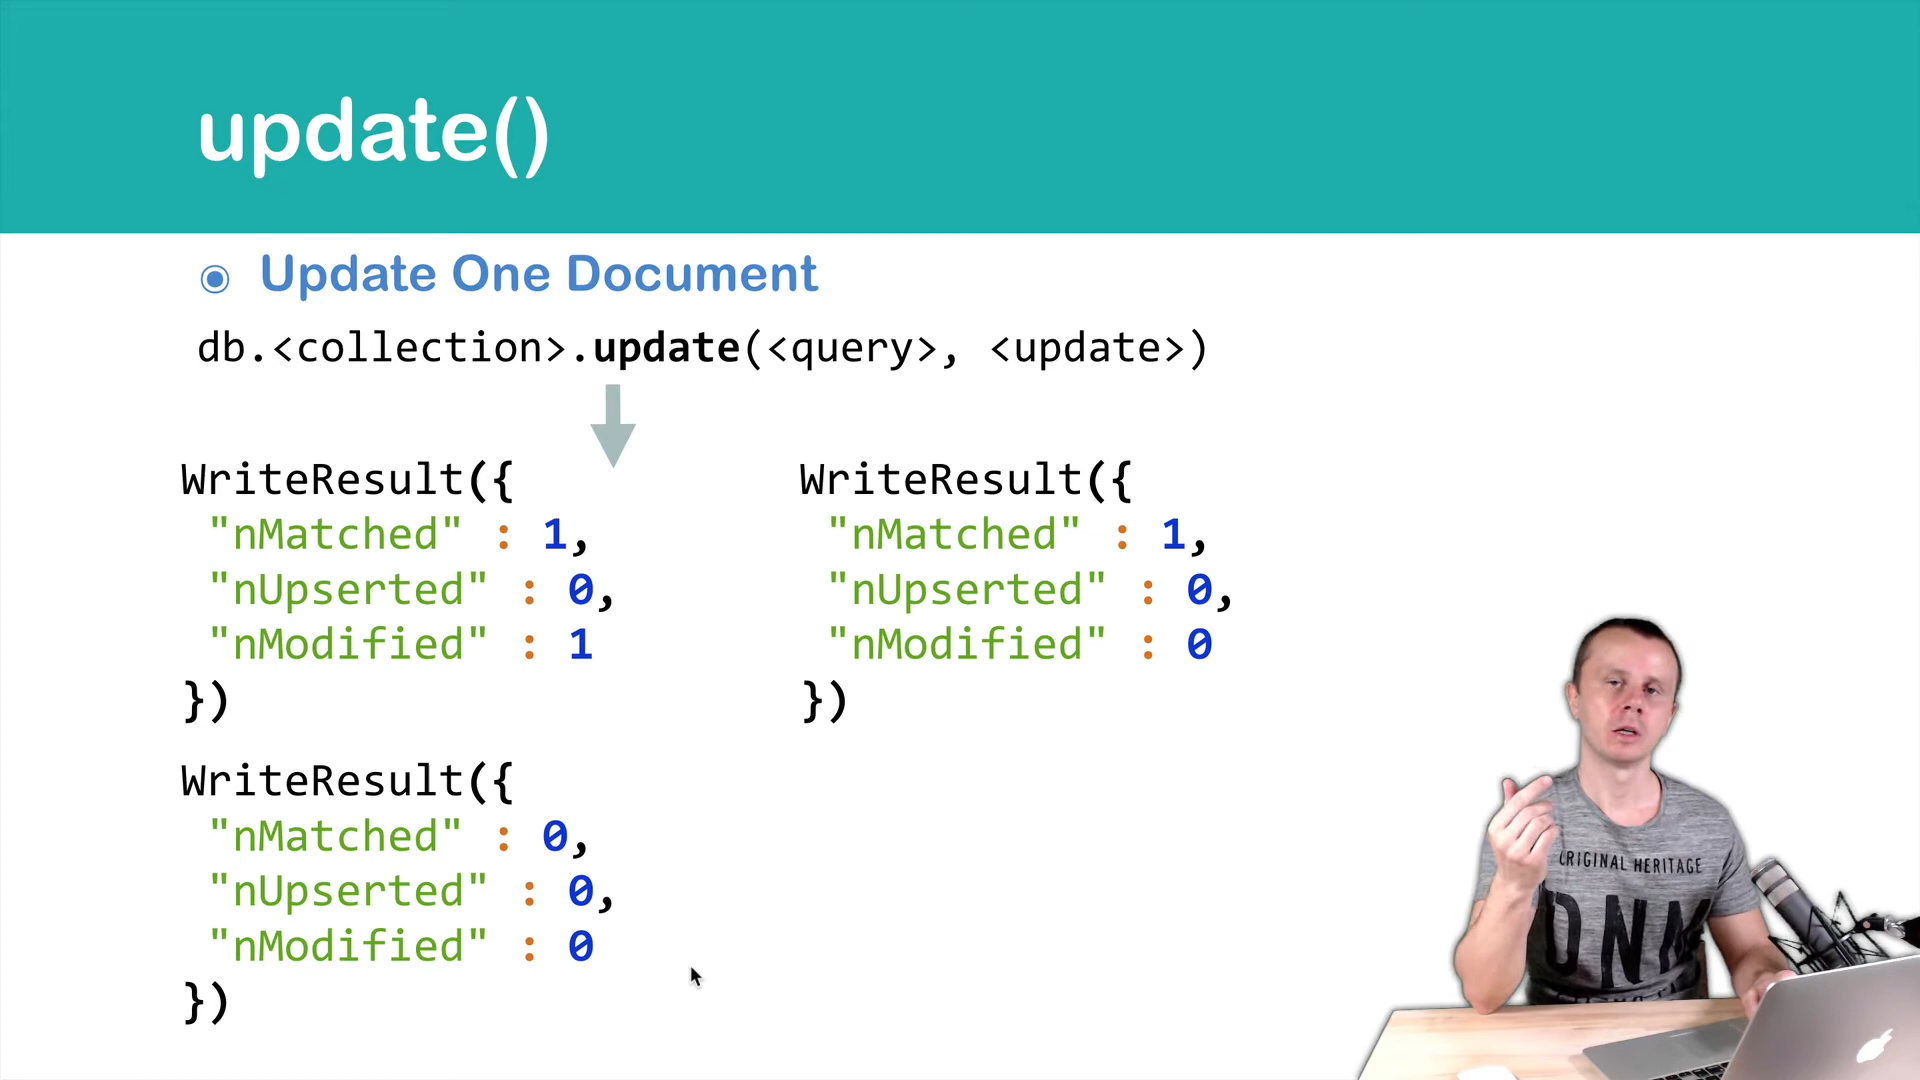 update()
Update One Document
db.<collection>.update(<query>, <update>)
WriteResult({
"nMatched" : 1,
"nUpserted" : 0,
"nModified" : 1
})
WriteResult({
"nMatched" : 1,
"nUpserted" : 0,
"nModified" : 0
})
WriteResult({
"nMatched" : 0,
"nUpserted" : 0,
"nModified" : 0
})
ORIGINAL HERITAGE
DNM